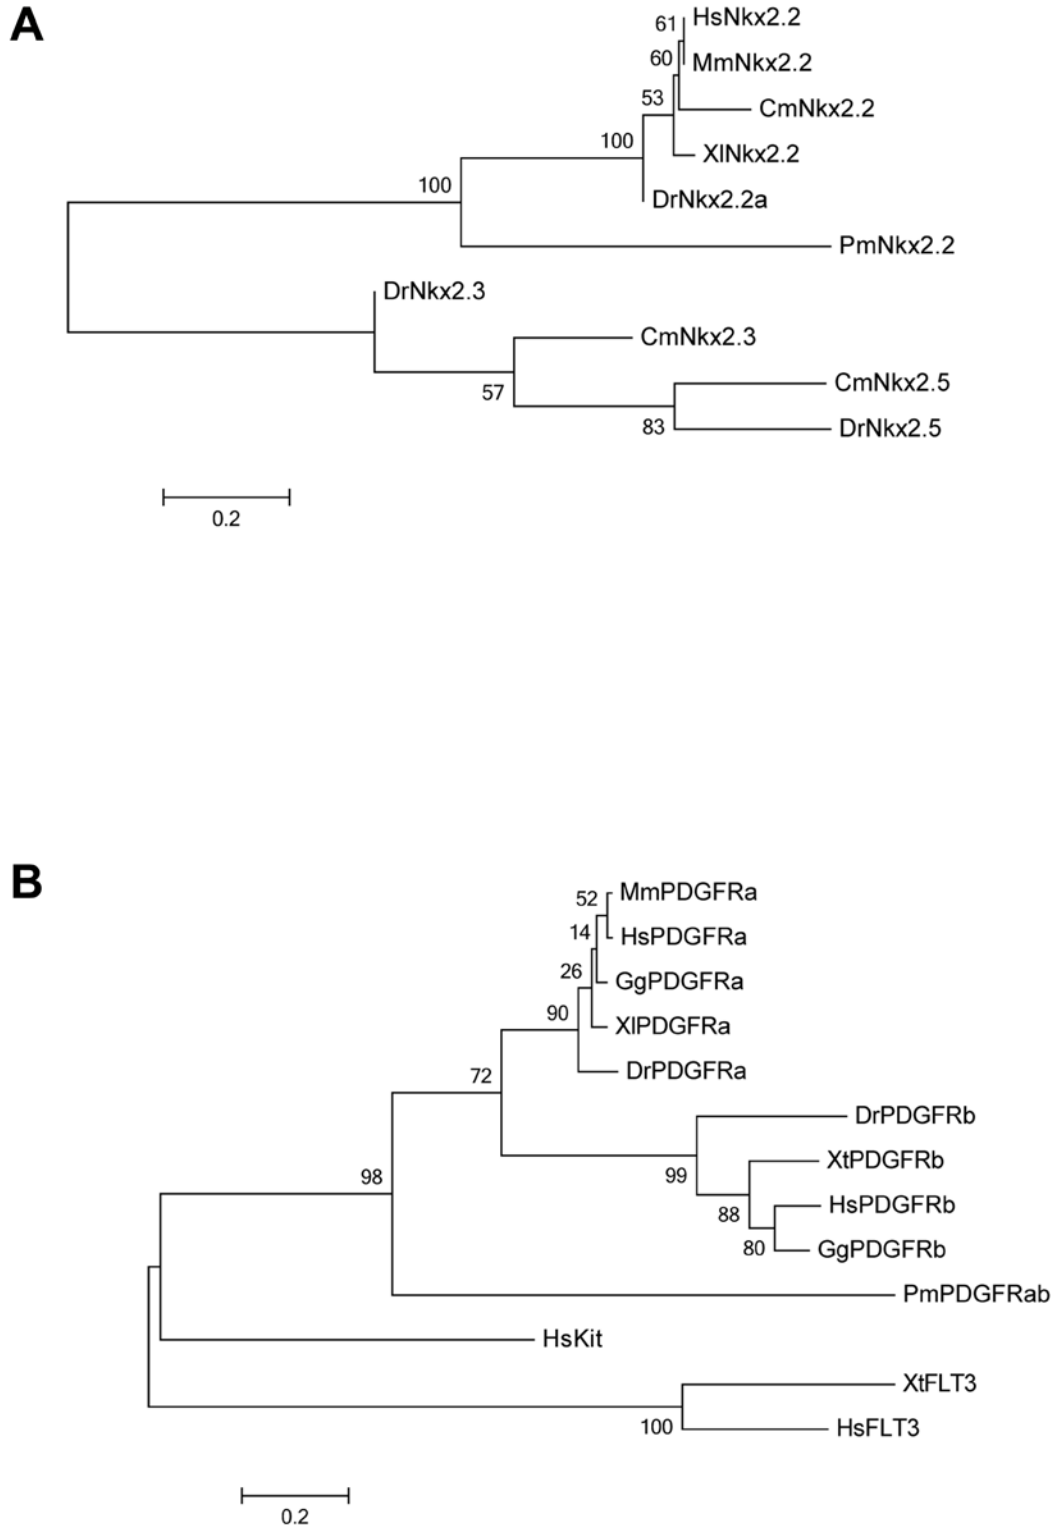 A
61
HsNkx2.2
60
MmNkx2.2
53
CmNkx2.2
100
XlNkx2.2
100
DrNkx2.2a
PmNkx2.2
DrNkx2.3
CmNkx2.3
57
CmNkx2.5
83
DrNkx2.5
0.2
B
52
MmPDGFRa
14
HsPDGFRa
26
GgPDGFRa
90
XlPDGFRa
72
DrPDGFRa
DrPDGFRb
98
99
XtPDGFRb
88
HsPDGFRb
80
GgPDGFRb
PmPDGFRab
HsKit
XtFLT3
100
HsFLT3
0.2